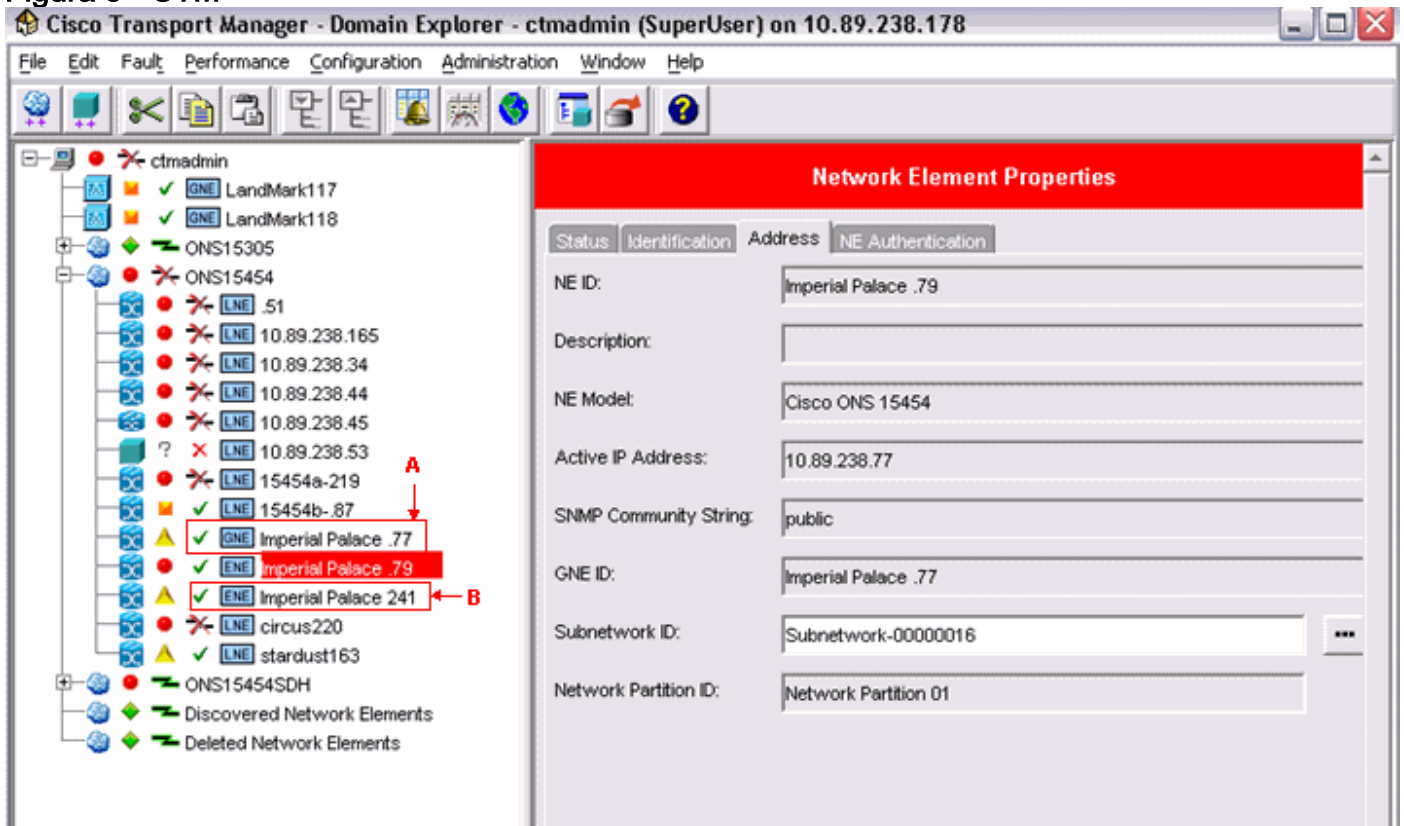 Cisco Transport Manager - Domain Explorer - ctmadmin (SuperUser) on 10.89.238.178
File Edit Fault Performance Configuration Administration Window Help
ctmadmin
GNE LandMark117
GNE LandMark118
ONS15305
ONS15454
LNE .51
LNE 10.89.238.165
LNE 10.89.238.34
LNE 10.89.238.44
LNE 10.89.238.45
? LNE 10.89.238.53
A
LNE 15454a-219
LNE 15454b-.87
GNE Imperial Palace .77
ENE Imperial Palace .79
ENE Imperial Palace 241
B
LNE circus220
LNE stardust163
ONS15454SDH
Discovered Network Elements
Deleted Network Elements
Network Element Properties
Status Identification Address NE Authentication
NE ID: Imperial Palace .79
Description:
NE Model: Cisco ONS 15454
Active IP Address: 10.89.238.77
SNMP Community String: public
GNE ID: Imperial Palace .77
Subnetwork ID: Subnetwork-00000016 ...
Network Partition ID: Network Partition 01